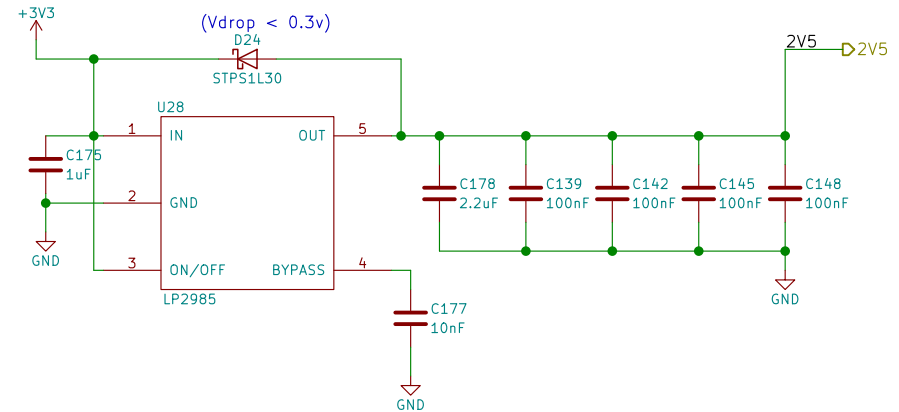 +3V3
(Vdrop < 0.3v)
D24
STPS1L30
2V5
2V5
U28
1
IN
OUT
5
C175
1uF
2
GND
C178
2.2uF
C139
100nF
C142
100nF
C145
100nF
C148
100nF
GND
3
ON/OFF
BYPASS
4
LP2985
GND
C177
10nF
GND